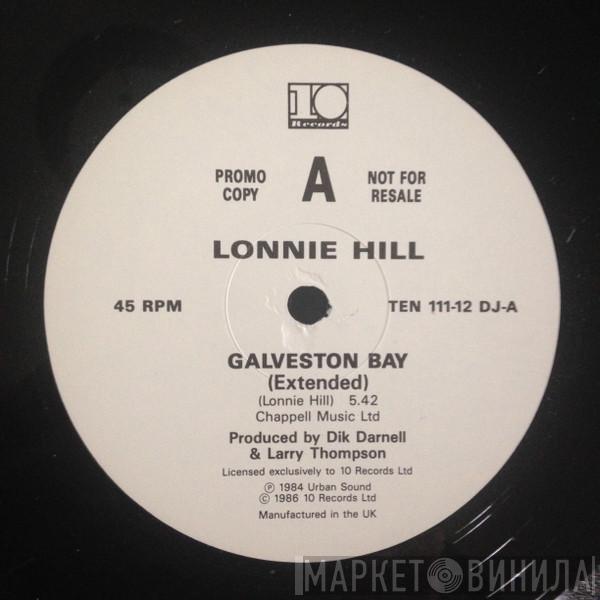 10
Records
PROMO COPY
A
NOT FOR RESALE
LONNIE HILL
45 RPM
TEN 111-12 DJ-A
GALVESTON BAY
(Extended)
(Lonnie Hill) 5.42
Chappell Music Ltd
Produced by Dik Darnell
& Larry Thompson
Licensed exclusively to 10 Records Ltd
℗ 1984 Urban Sound
© 1986 10 Records Ltd
Manufactured in the UK
МАРКЕТ ВИНИЛА